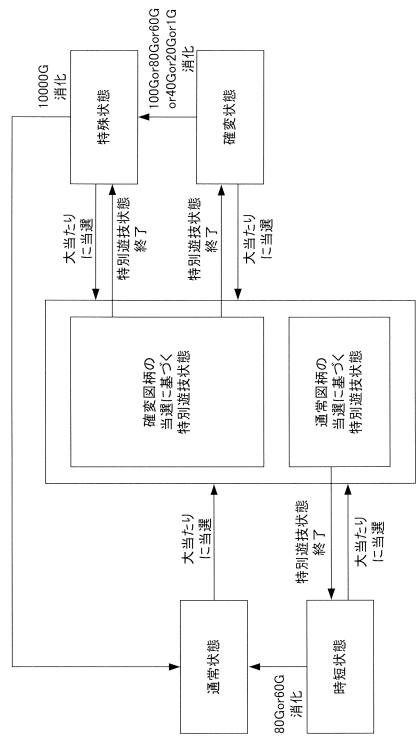 10000G
消化
特殊状態
100Gor80Gor60G
or40Gor20Gor1G
消化
確変状態
大当たり
に当選
特別遊技状態
終了
特別遊技状態
終了
大当たり
に当選
確変図柄の
当選に基づく
特別遊技状態
通常図柄の
当選に基づく
特別遊技状態
大当たり
に当選
特別遊技状態
終了
大当たり
に当選
通常状態
80Gor60G
消化
時短状態